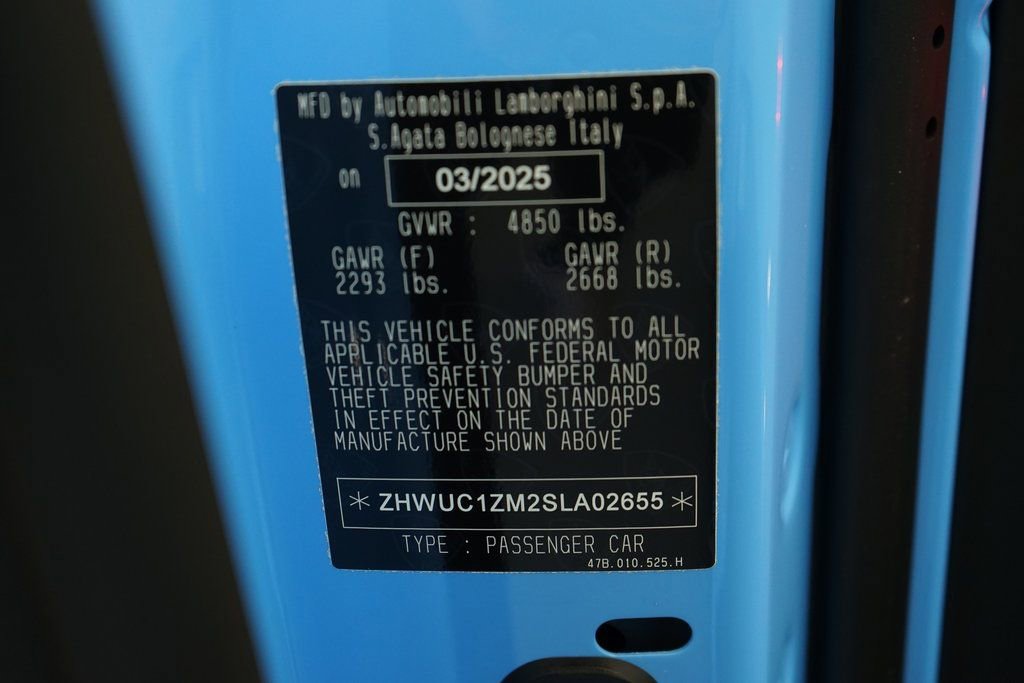 MFD by Automobili Lamborghini S.p.A.
S.Agata Bolognese Italy
on 03/2025
GVWR : 4850 lbs.
GAWR (F) GAWR (R)
2293 lbs. 2668 lbs.
THIS VEHICLE CONFORMS TO ALL
APPLICABLE U.S. FEDERAL MOTOR
VEHICLE SAFETY BUMPER AND
THEFT PREVENTION STANDARDS
IN EFFECT ON THE DATE OF
MANUFACTURE SHOWN ABOVE
* ZHWUC1ZM2SLA02655 *
TYPE : PASSENGER CAR
47B.010.525.H